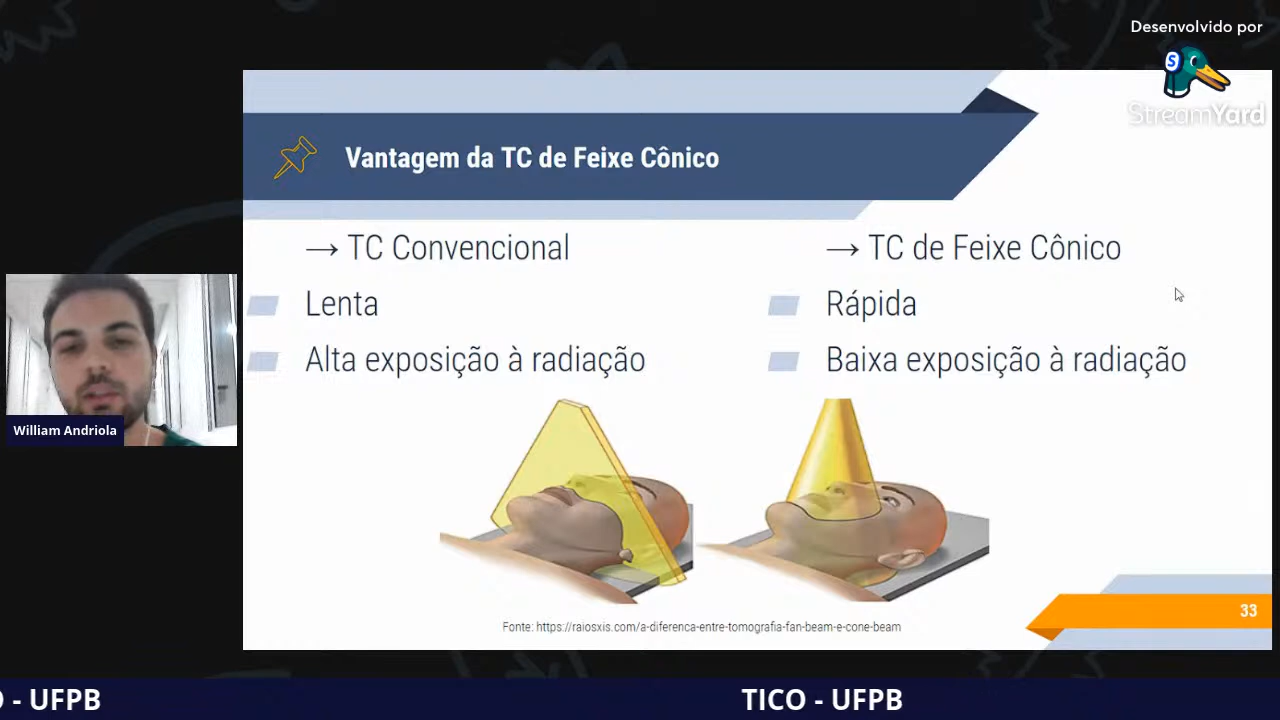 Desenvolvido por
StreamYard
Vantagem da TC de Feixe Cônico
→ TC Convencional
Lenta
Alta exposição à radiação
→ TC de Feixe Cônico
Rápida
Baixa exposição à radiação
William Andriola
Fonte: https://raiosxis.com/a-diferenca-entre-tomografia-fan-beam-e-cone-beam
33
- UFPB
TICO - UFPB